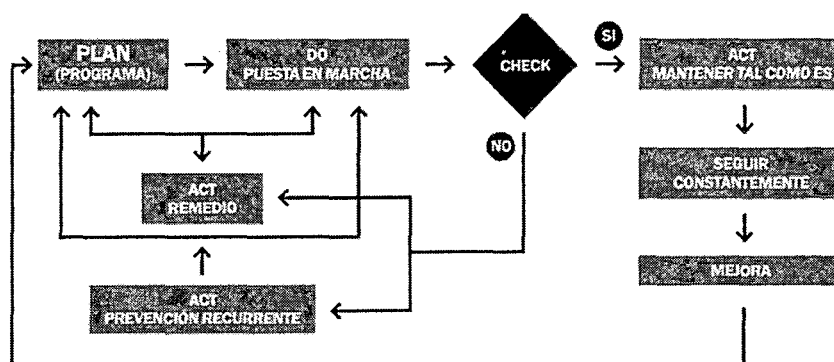 PLAN
(PROGRAMA)
DO
PUESTA EN MARCHA
CHECK
SI
ACT
MANTENER TAL COMO ES
NO
SEGUIR
CONSTANTEMENTE
ACT
REMEDIO
MEJORA
ACT
PREVENCIÓN RECURRENTE